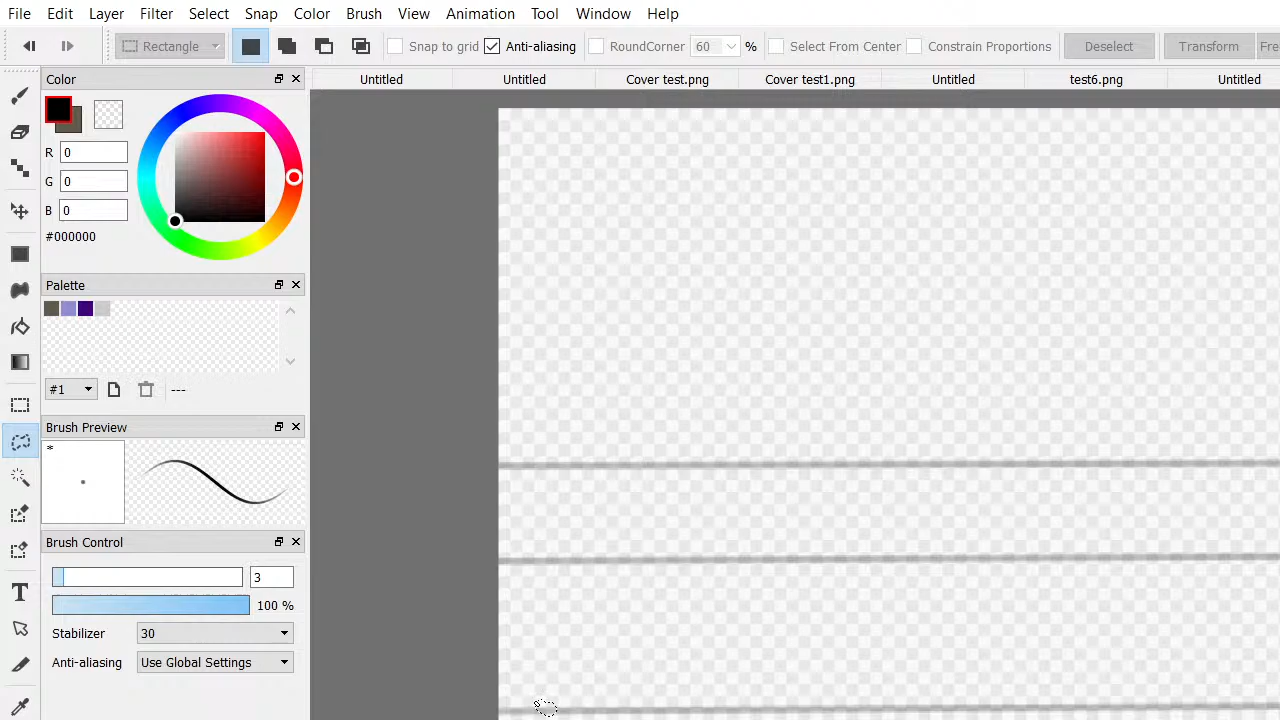 File Edit Layer Filter Select Snap Color Brush View Animation Tool Window Help
Rectangle Snap to grid Anti-aliasing RoundCorner 60 % Select From Center Constrain Proportions Deselect Transform Fre
Color Untitled Untitled Cover test.png Cover test1.png Untitled test6.png Untitled
R 0
G 0
B 0
#000000
Palette
#1 ---
Brush Preview
*
Brush Control
3
100 %
Stabilizer 30
Anti-aliasing Use Global Settings
T